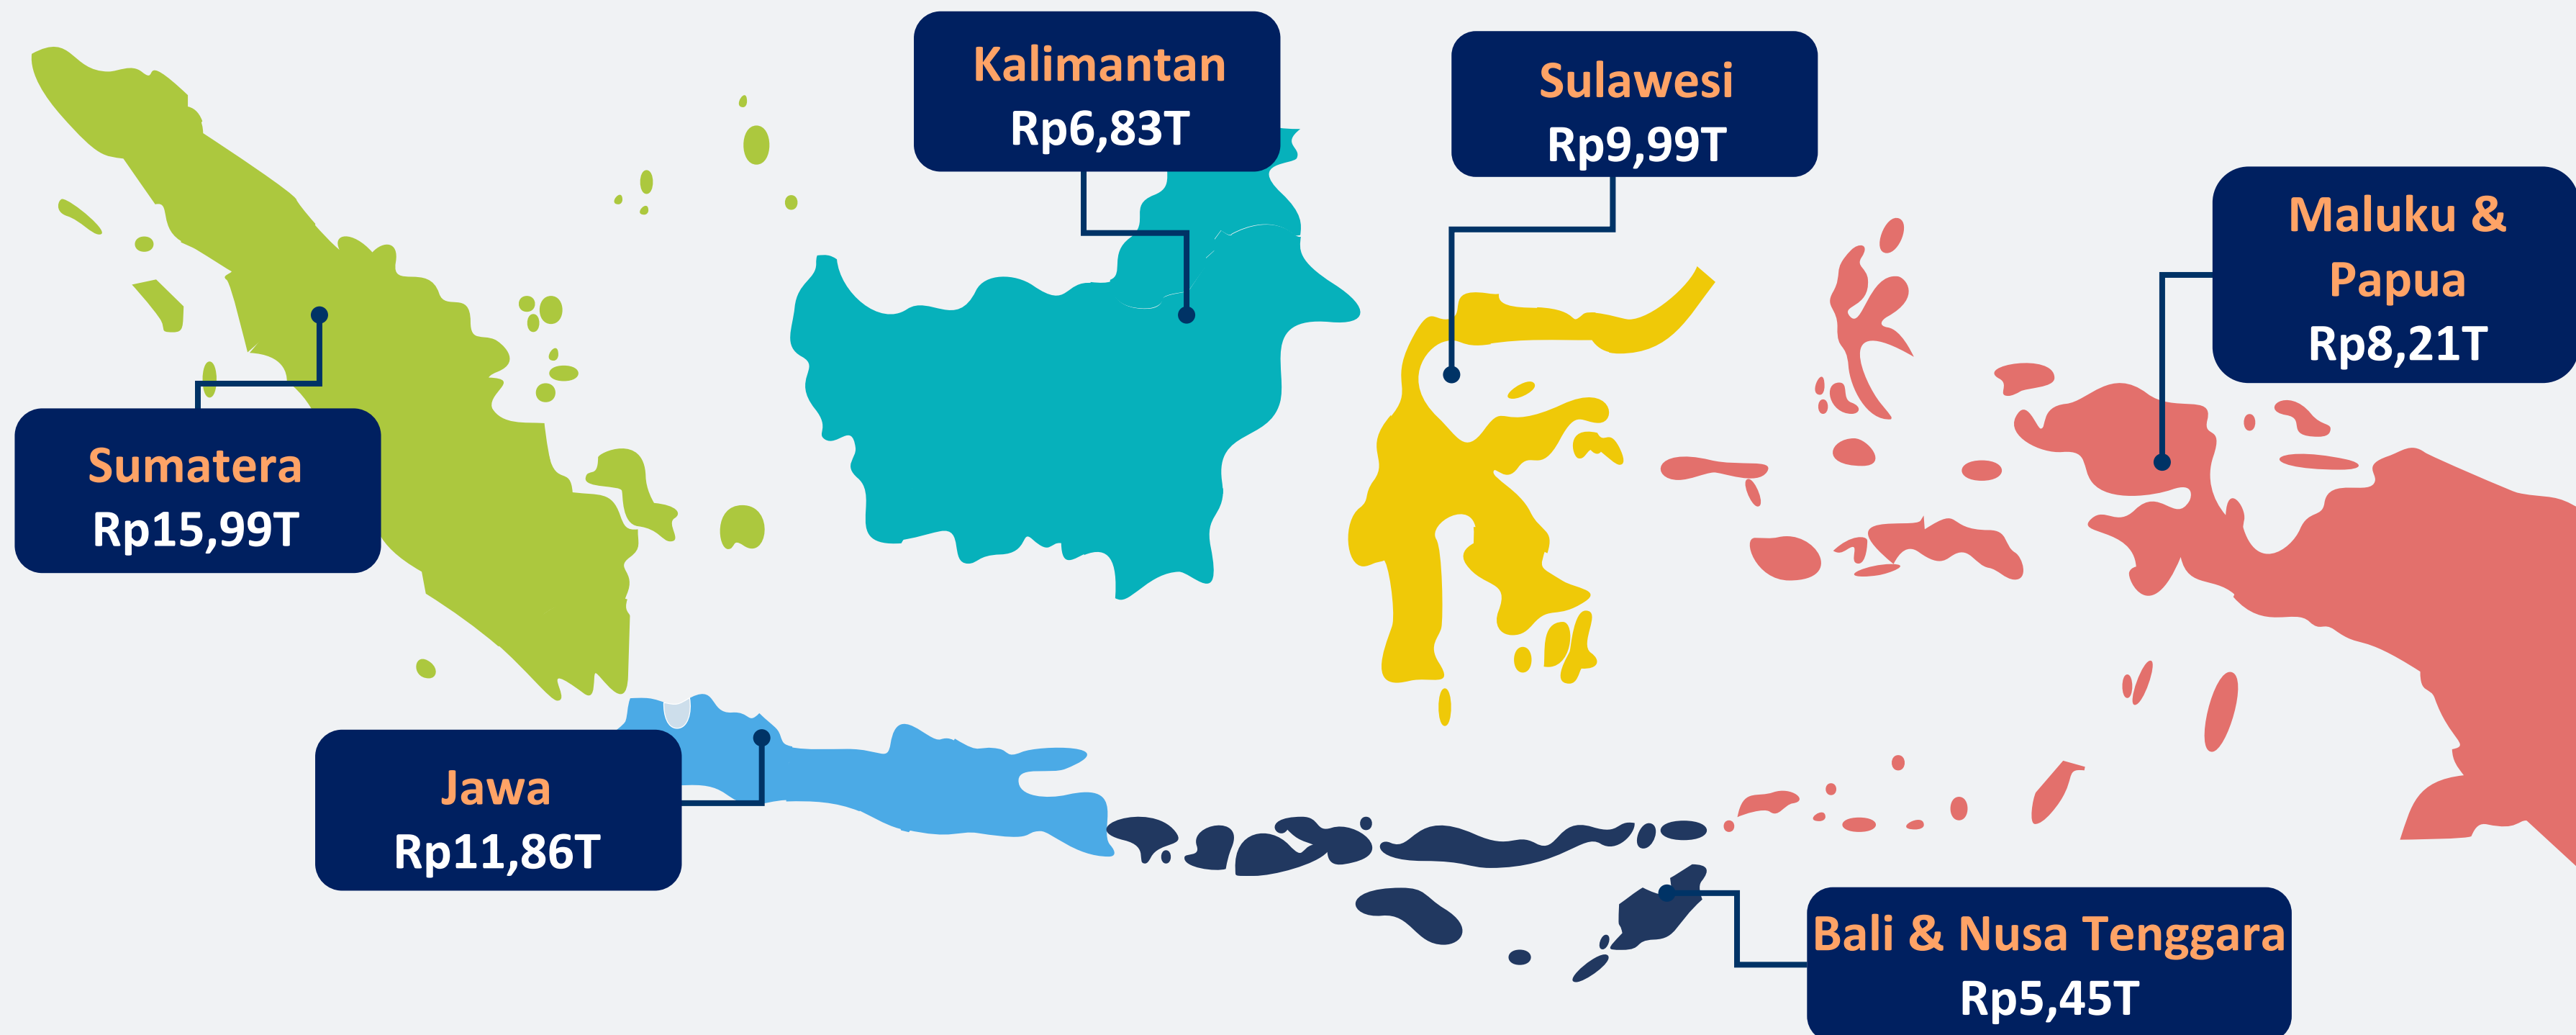 Kalimantan
Rp6,83T
Sulawesi
Rp9,99T
Maluku &
Papua
Rp8,21T
Sumatera
Rp15,99T
Jawa
Rp11,86T
Bali & Nusa Tenggara
Rp5,45T